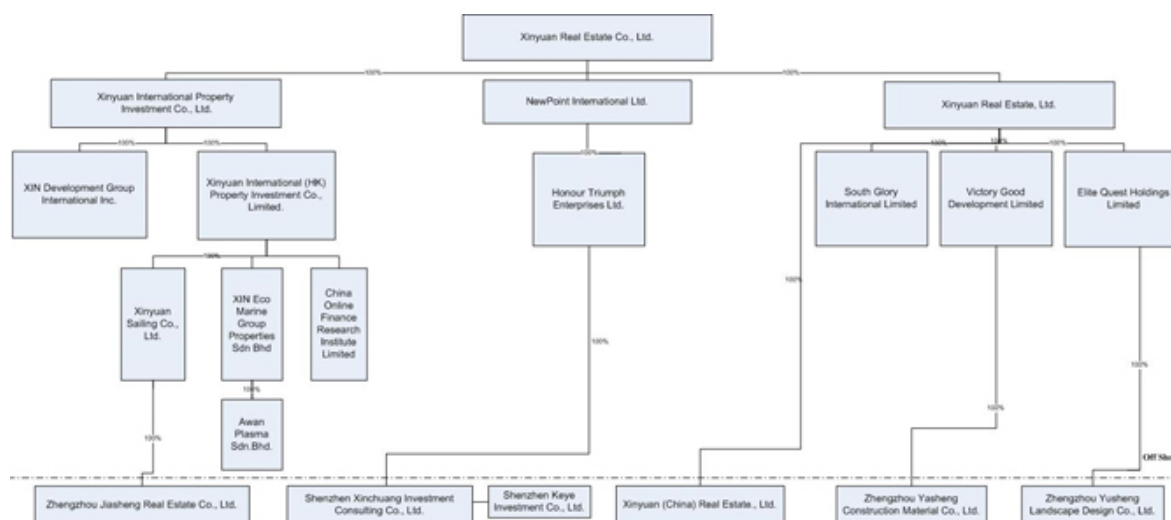 Xinyuan Real Estate Co., Ltd.
100%
100%
100%
Xinyuan International Property
Investment Co., Ltd.
NewPoint International Ltd.
Xinyuan Real Estate, Ltd.
100%
100%
100%
100%
100%
100%
XIN Development Group
International Inc.
Xinyuan International (HK)
Property Investment Co.,
Limited.
Honour Triumph
Enterprises Ltd.
South Glory
International Limited
Victory Good
Development Limited
Elite Quest Holdings
Limited
100%
Xinyuan
Sailing Co.,
Ltd.
XIN Eco
Marine
Group
Properties
Sdn Bhd
China
Online
Finance
Research
Institute
Limited
100%
100%
100%
100%
100%
Awan
Plasma
Sdn.Bhd.
100%
Off Sho
Zhengzhou Jiasheng Real Estate Co., Ltd.
Shenzhen Xinchuang Investment
Consulting Co., Ltd.
Shenzhen Keye
Investment Co., Ltd.
Xinyuan (China) Real Estate., Ltd.
Zhengzhou Yasheng
Construction Material Co., Ltd.
Zhengzhou Yusheng
Landscape Design Co., Ltd.